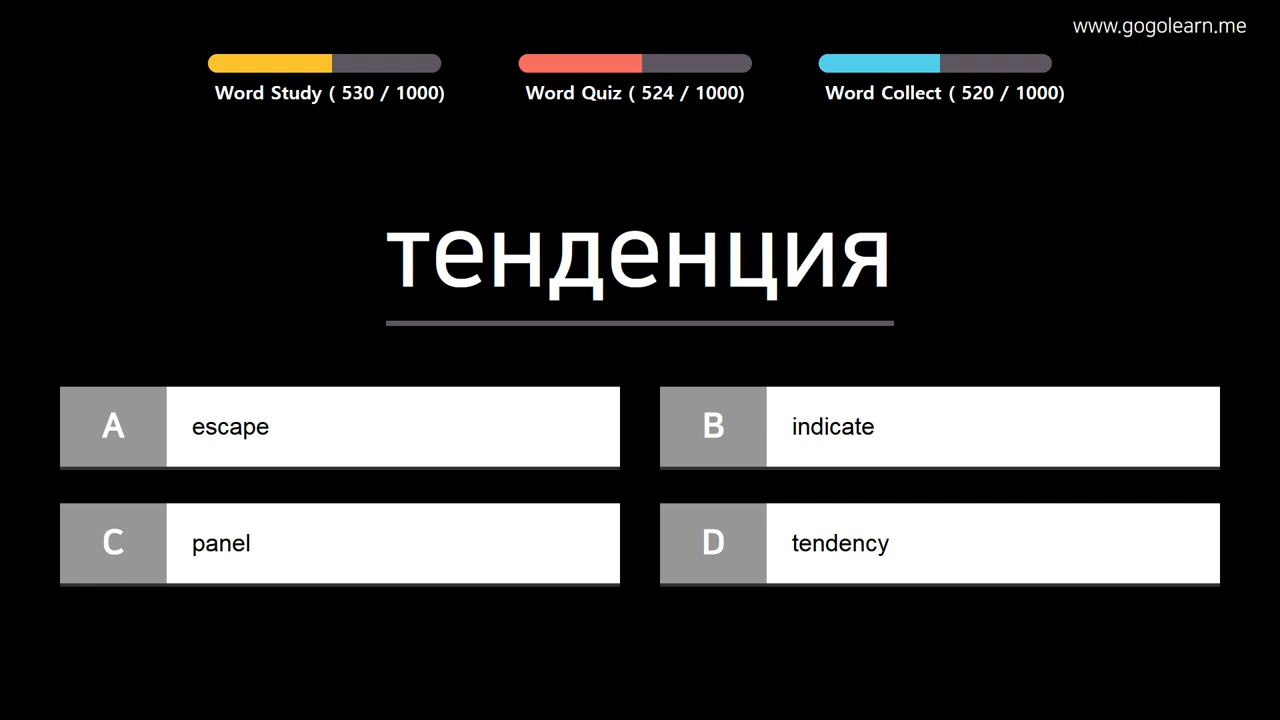 www.gogolearn.me
Word Study ( 530 / 1000)
Word Quiz ( 524 / 1000)
Word Collect ( 520 / 1000)
тенденция
A escape
B indicate
C panel
D tendency